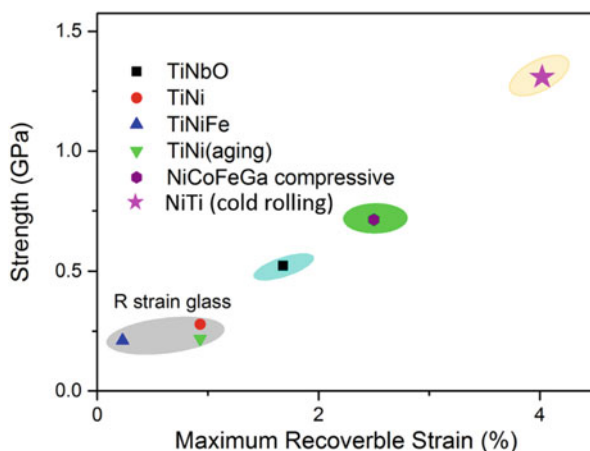 1.5
1.0
0.5
0.0
Strength (GPa)
TiNbO
TiNi
TiNiFe
TiNi(aging)
NiCoFeGa compressive
NiTi (cold rolling)
R strain glass
0
2
4
Maximum Recoverble Strain (%)